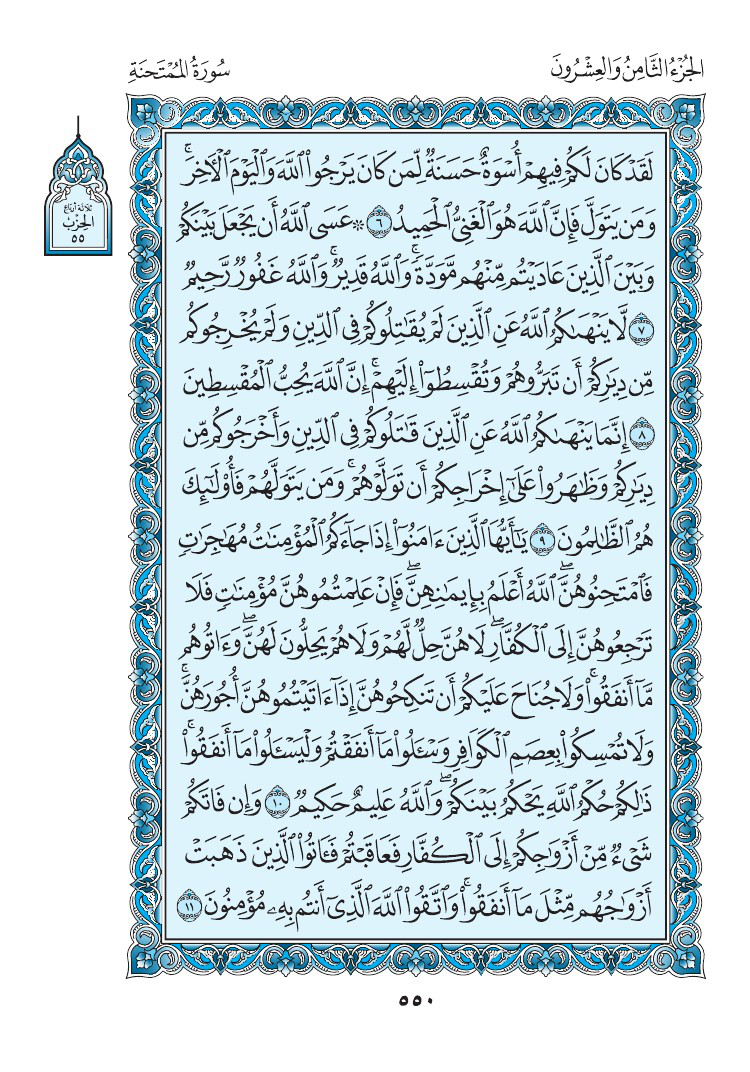 الجُزْءُ الثَّامِنُ وَالعِشْرُونَ
سُورَةُ المُمْتَحنَةِ
ثلاثة أرباع
الحِزْب
٥٥
لَقَدْ كَانَ لَكُمْ فِيهِمْ أُسْوَةٌ حَسَنَةٌ لِّمَن كَانَ يَرْجُواْ ٱللَّهَ وَٱلْيَوْمَ ٱلْأٓخِرَۚ
وَمَن يَتَوَلَّ فَإِنَّ ٱللَّهَ هُوَ ٱلْغَنِىُّ ٱلْحَمِيدُ ٦ ۞ عَسَى ٱللَّهُ أَن يَجْعَلَ بَيْنَكُمْ
وَبَيْنَ ٱلَّذِينَ عَادَيْتُم مِّنْهُم مَّوَدَّةًۚ وَٱللَّهُ قَدِيرٌۚ وَٱللَّهُ غَفُورٌ رَّحِيمٌ
٧ لَّا يَنْهَىٰكُمُ ٱللَّهُ عَنِ ٱلَّذِينَ لَمْ يُقَٰتِلُوكُمْ فِى ٱلدِّينِ وَلَمْ يُخْرِجُوكُم
مِّن دِيَٰرِكُمْ أَن تَبَرُّوهُمْ وَتُقْسِطُوٓاْ إِلَيْهِمْۚ إِنَّ ٱللَّهَ يُحِبُّ ٱلْمُقْسِطِينَ
٨ إِنَّمَا يَنْهَىٰكُمُ ٱللَّهُ عَنِ ٱلَّذِينَ قَٰتَلُوكُمْ فِى ٱلدِّينِ وَأَخْرَجُوكُم مِّن
دِيَٰرِكُمْ وَظَٰهَرُواْ عَلَىٰٓ إِخْرَاجِكُمْ أَن تَوَلَّوْهُمْۚ وَمَن يَتَوَلَّهُمْ فَأُوْلَٰٓئِكَ
هُمُ ٱلظَّٰلِمُونَ ٩ يَٰٓأَيُّهَا ٱلَّذِينَ ءَامَنُوٓاْ إِذَا جَآءَكُمُ ٱلْمُؤْمِنَٰتُ مُهَٰجِرَٰتٍ
فَٱمْتَحِنُوهُنَّۖ ٱللَّهُ أَعْلَمُ بِإِيمَٰنِهِنَّۖ فَإِنْ عَلِمْتُمُوهُنَّ مُؤْمِنَٰتٍ فَلَا
تَرْجِعُوهُنَّ إِلَى ٱلْكُفَّارِۖ لَا هُنَّ حِلٌّ لَّهُمْ وَلَا هُمْ يَحِلُّونَ لَهُنَّۖ وَءَاتُوهُم
مَّآ أَنفَقُواْۚ وَلَا جُنَاحَ عَلَيْكُمْ أَن تَنكِحُوهُنَّ إِذَآ ءَاتَيْتُمُوهُنَّ أُجُورَهُنَّۚ
وَلَا تُمْسِكُواْ بِعِصَمِ ٱلْكَوَافِرِ وَسْـَٔلُواْ مَآ أَنفَقْتُمْ وَلْيَسْـَٔلُواْ مَآ أَنفَقُواْۚ
ذَٰلِكُمْ حُكْمُ ٱللَّهِ يَحْكُمُ بَيْنَكُمْۖ وَٱللَّهُ عَلِيمٌ حَكِيمٌ ١٠ وَإِن فَاتَكُمْ
شَىْءٌ مِّنْ أَزْوَٰجِكُمْ إِلَى ٱلْكُفَّارِ فَعَاقَبْتُمْ فَـَٔاتُواْ ٱلَّذِينَ ذَهَبَتْ
أَزْوَٰجُهُم مِّثْلَ مَآ أَنفَقُواْۚ وَٱتَّقُواْ ٱللَّهَ ٱلَّذِىٓ أَنتُم بِهِۦ مُؤْمِنُونَ ١١
٥٥٠